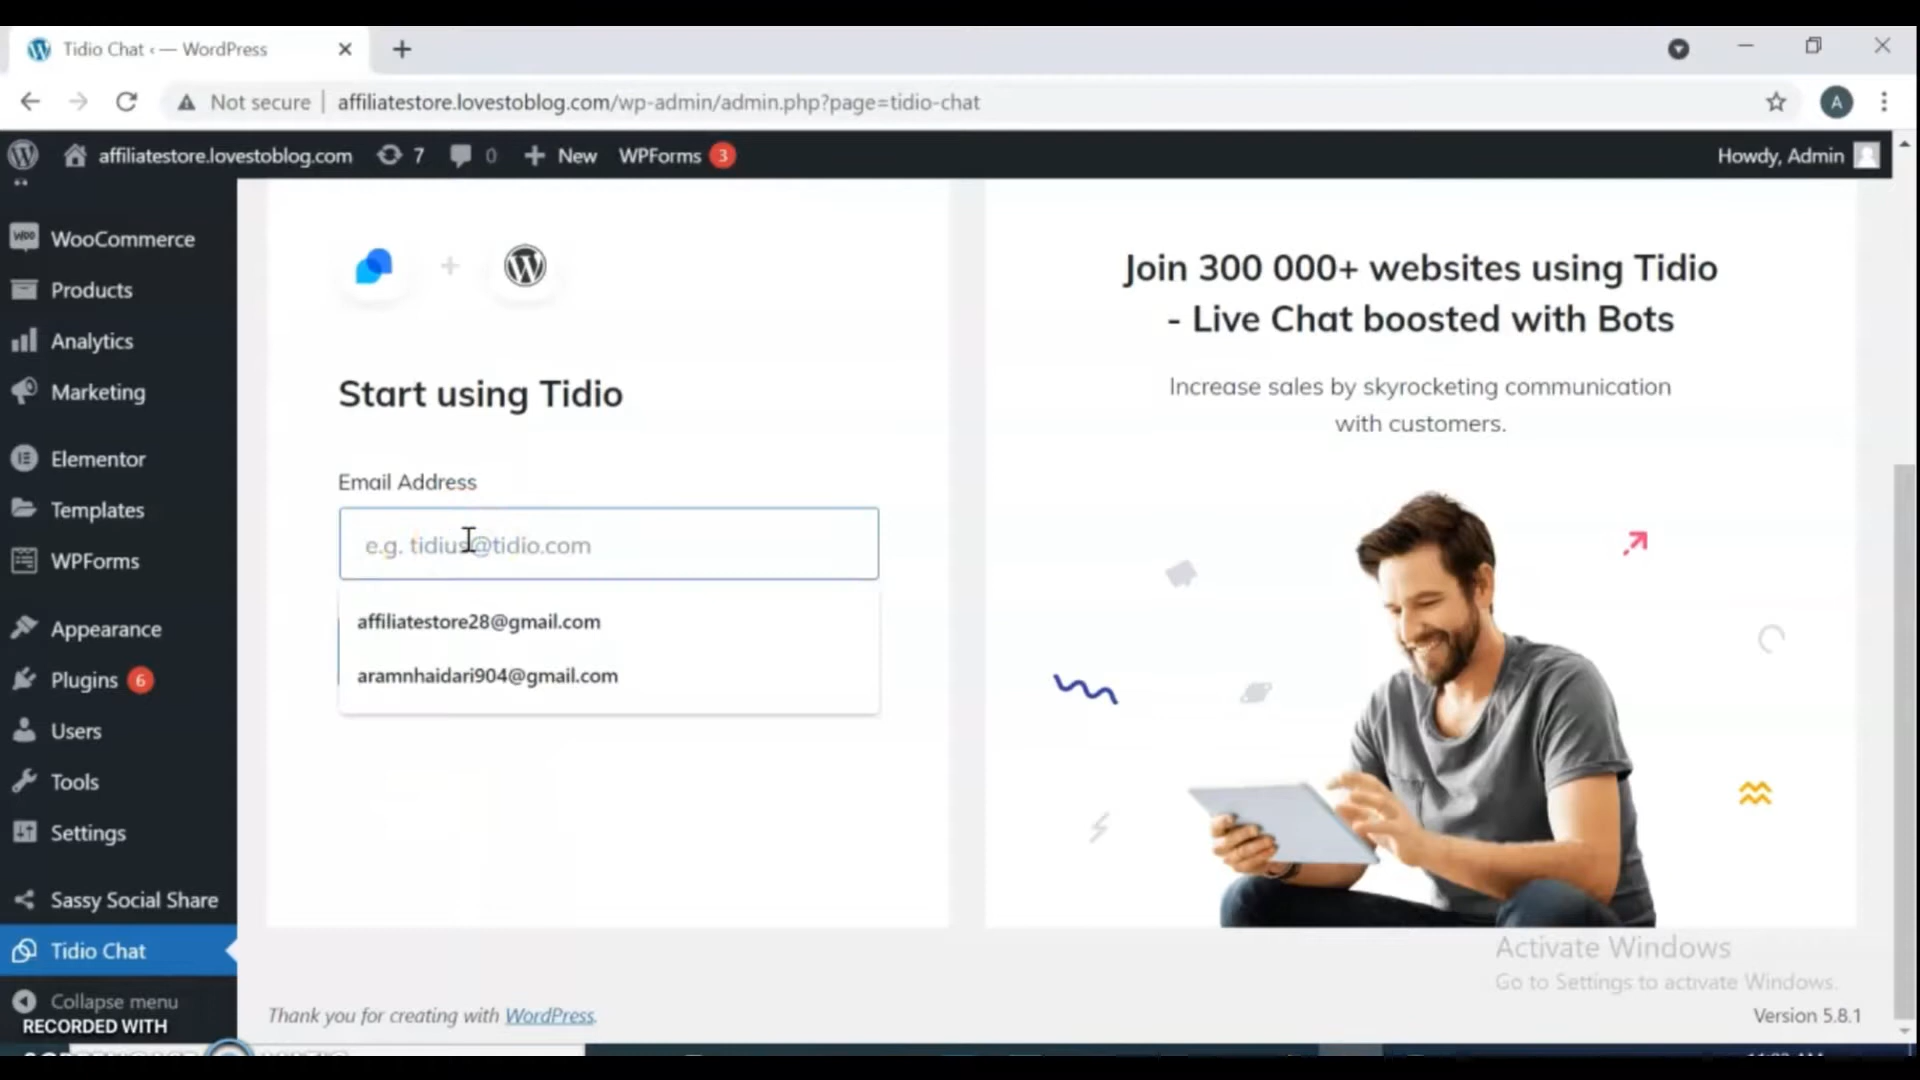 Tidio Chat ‹ — WordPress
Not secure
affiliatestore.lovestoblog.com/wp-admin/admin.php?page=tidio-chat
A
affiliatestore.lovestoblog.com
7
0
New
WPForms 3
Howdy, Admin
WooCommerce
Products
Analytics
Marketing
Elementor
Templates
WPForms
Appearance
Plugins 6
Users
Tools
Settings
Sassy Social Share
Tidio Chat
Collapse menu
RECORDED WITH
Start using Tidio
Email Address
e.g. tidius@tidio.com
affiliatestore28@gmail.com
aramnhaidari904@gmail.com
Join 300 000+ websites using Tidio
- Live Chat boosted with Bots
Increase sales by skyrocketing communication
with customers.
Activate Windows
Go to Settings to activate Windows.
Thank you for creating with WordPress.
Version 5.8.1